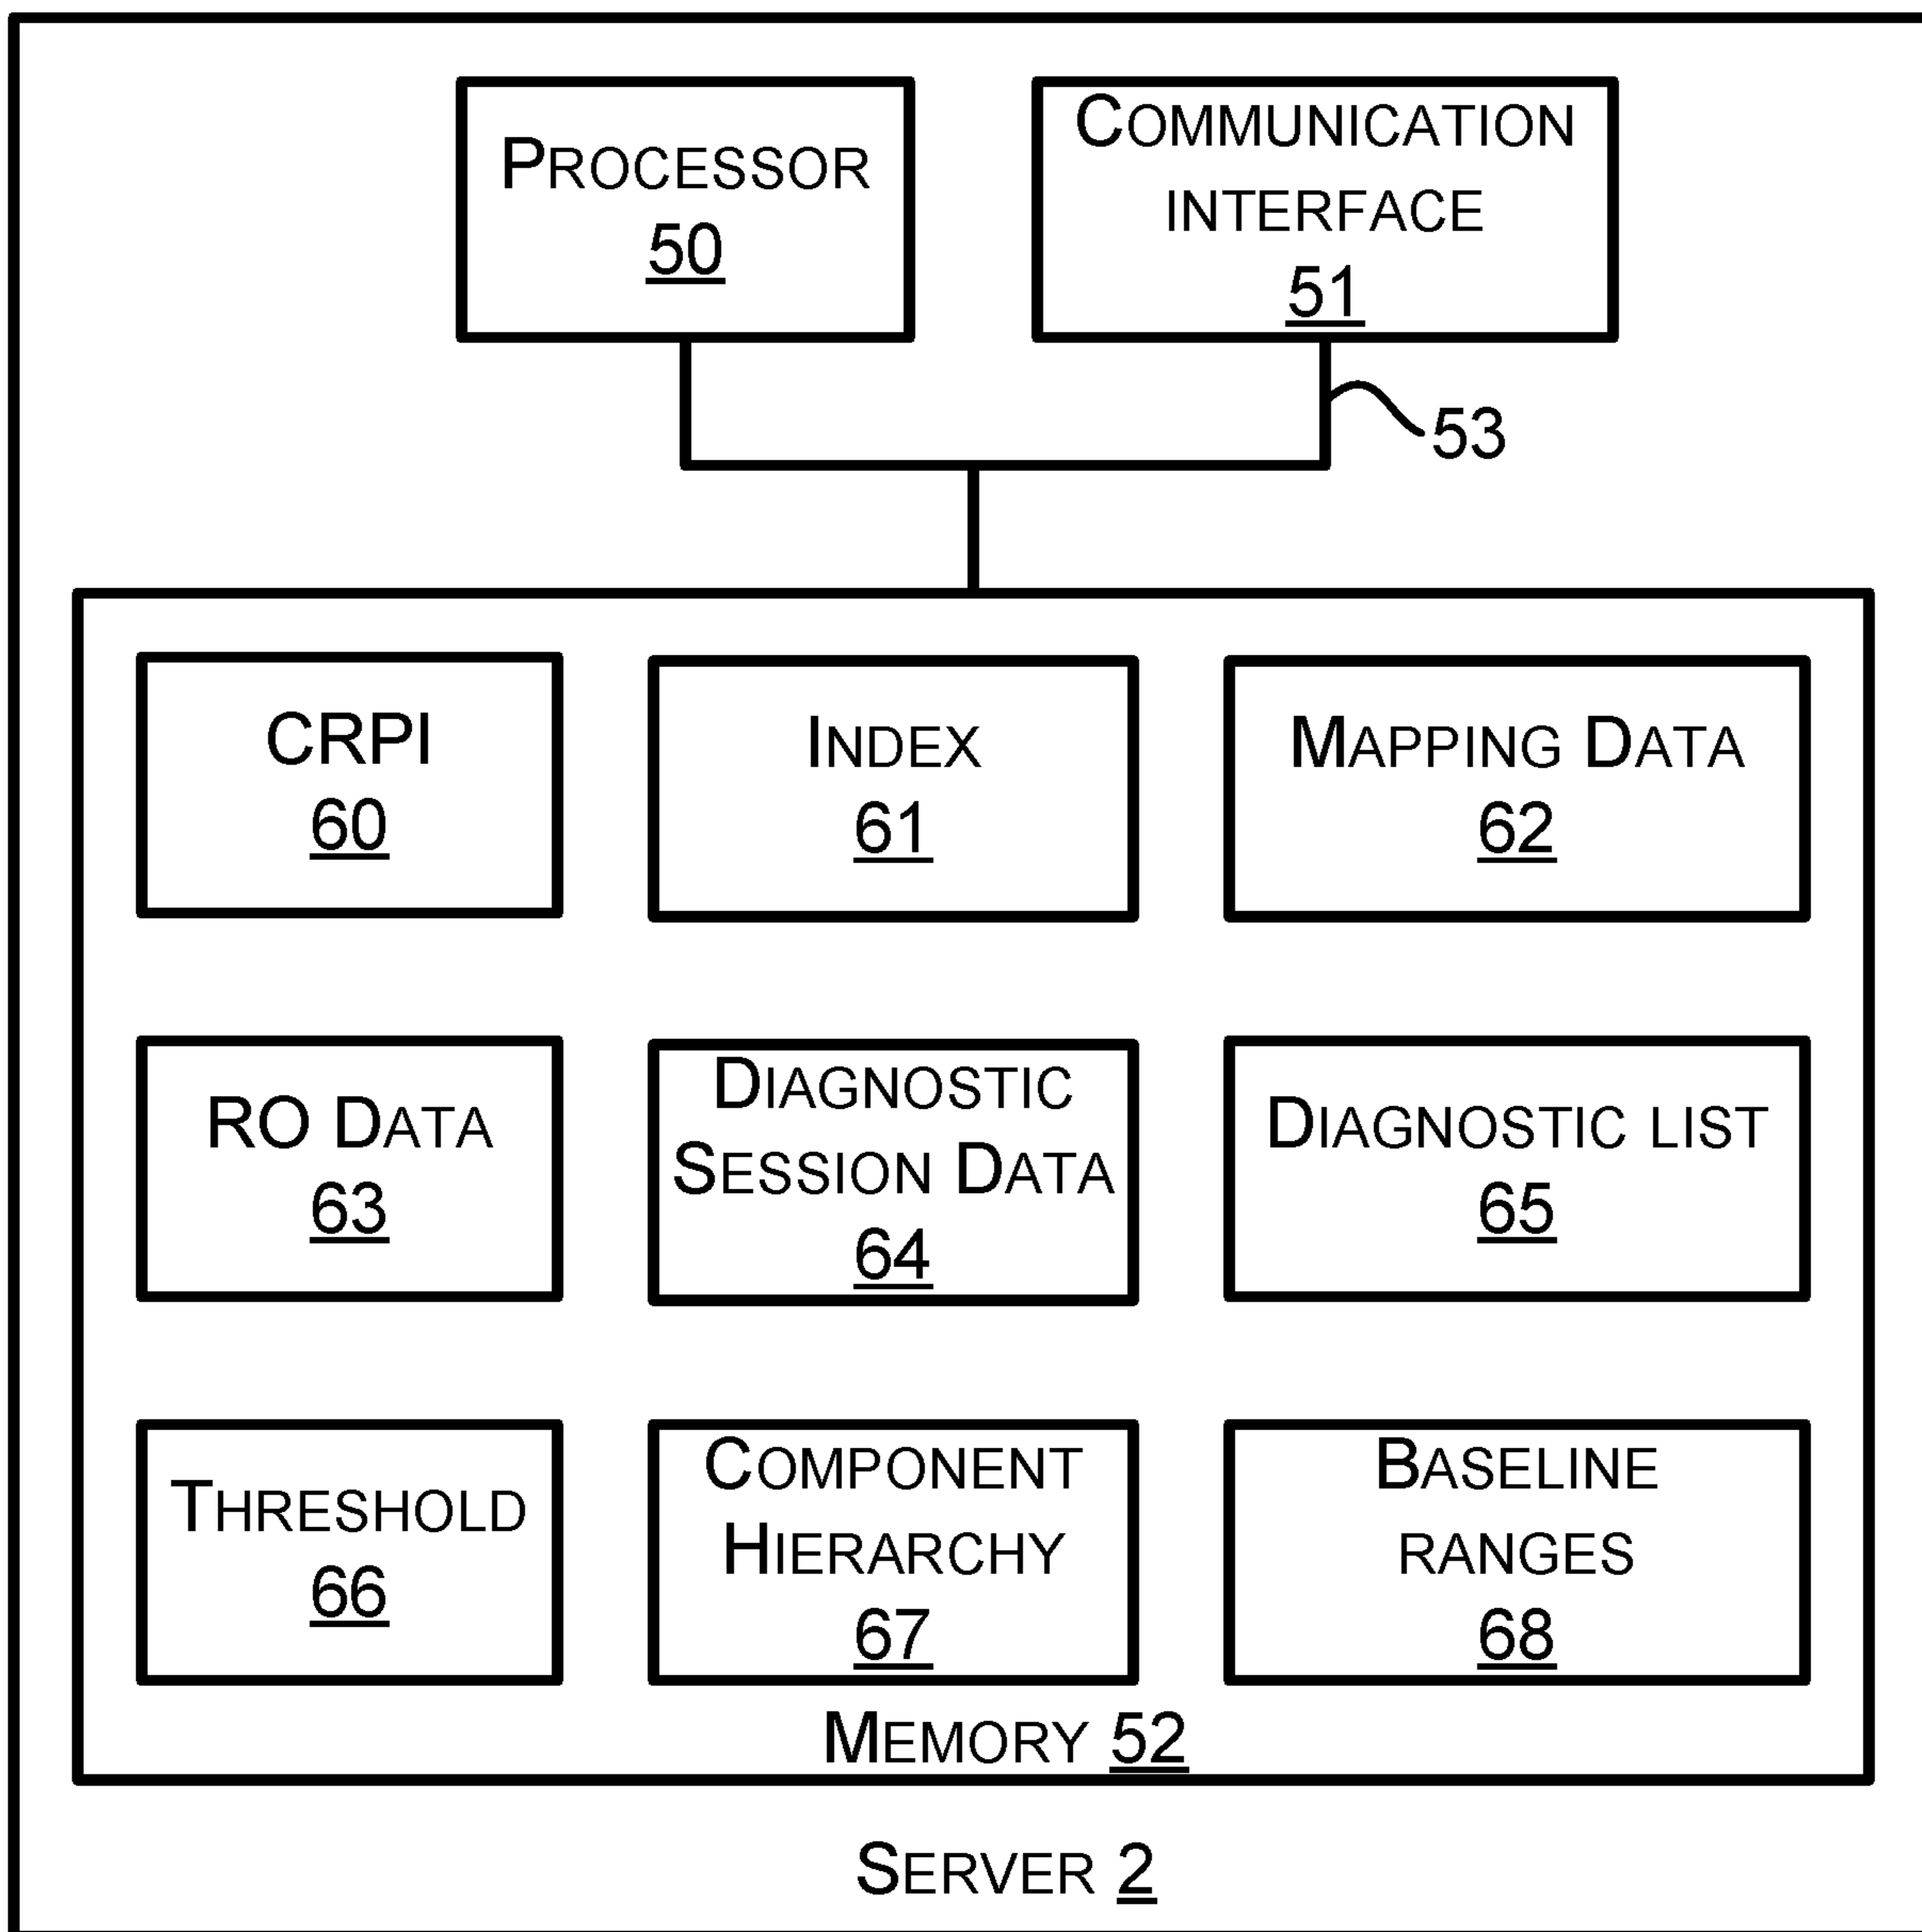 PROCESSOR
50
COMMUNICATION
INTERFACE
51
53
CRPI
60
INDEX
61
MAPPING DATA
62
RO DATA
63
DIAGNOSTIC
SESSION DATA
64
DIAGNOSTIC LIST
65
THRESHOLD
66
COMPONENT
HIERARCHY
67
BASELINE
RANGES
68
MEMORY 52
SERVER 2